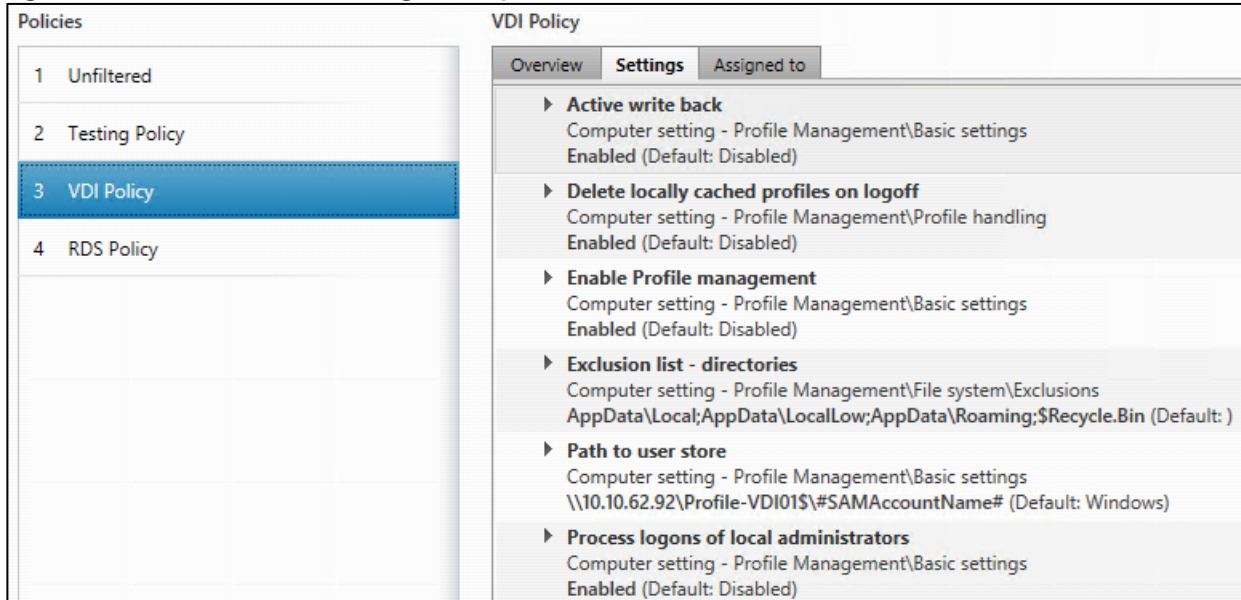 Policies
1 Unfiltered
2 Testing Policy
3 VDI Policy
4 RDS Policy
VDI Policy
Overview Settings Assigned to
Active write back
Computer setting - Profile Management\Basic settings
Enabled (Default: Disabled)
Delete locally cached profiles on logoff
Computer setting - Profile Management\Profile handling
Enabled (Default: Disabled)
Enable Profile management
Computer setting - Profile Management\Basic settings
Enabled (Default: Disabled)
Exclusion list - directories
Computer setting - Profile Management\File system\Exclusions
AppData\Local;AppData\LocalLow;AppData\Roaming;$Recycle.Bin (Default: )
Path to user store
Computer setting - Profile Management\Basic settings
\\10.10.62.92\Profile-VDI01$\#SAMAccountName# (Default: Windows)
Process logons of local administrators
Computer setting - Profile Management\Basic settings
Enabled (Default: Disabled)